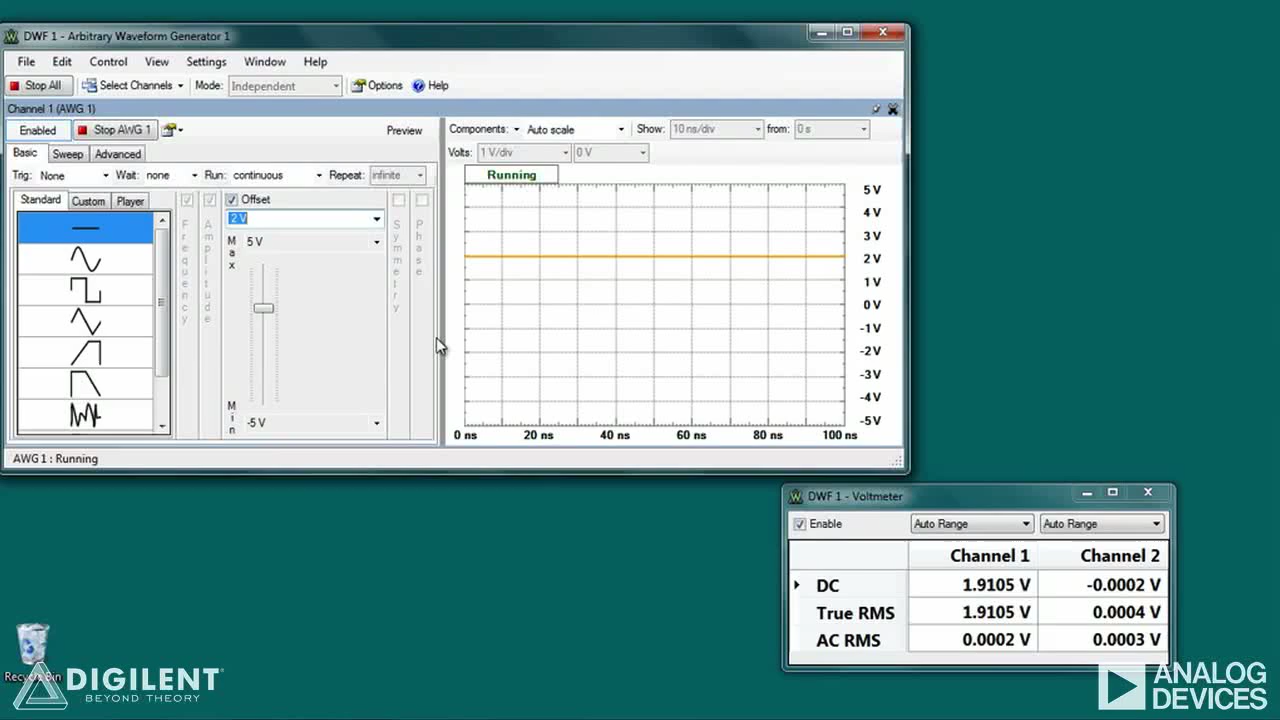 DWF 1 - Arbitrary Waveform Generator 1
File Edit Control View Settings Window Help
Stop All Select Channels Mode: Independent Options Help
Channel 1 (AWG 1)
Enabled Stop AWG 1 Preview
Basic Sweep Advanced
Trig: None Wait: none Run: continuous Repeat: infinite
Standard Custom Player
Frequency
Amplitude
Offset
2 V
Max 5 V
Min -5 V
Symmetry
Phase
Components: Auto scale Show: 10 ns/div from: 0 s
Volts: 1 V/div 0 V
Running
5 V
4 V
3 V
2 V
1 V
0 V
-1 V
-2 V
-3 V
-4 V
-5 V
0 ns 20 ns 40 ns 60 ns 80 ns 100 ns
AWG 1 : Running
DWF 1 - Voltmeter
Enable Auto Range Auto Range
Channel 1 Channel 2
DC 1.9105 V -0.0002 V
True RMS 1.9105 V 0.0004 V
AC RMS 0.0002 V 0.0003 V
Recycle Bin
DIGILENT
BEYOND THEORY
ANALOG
DEVICES